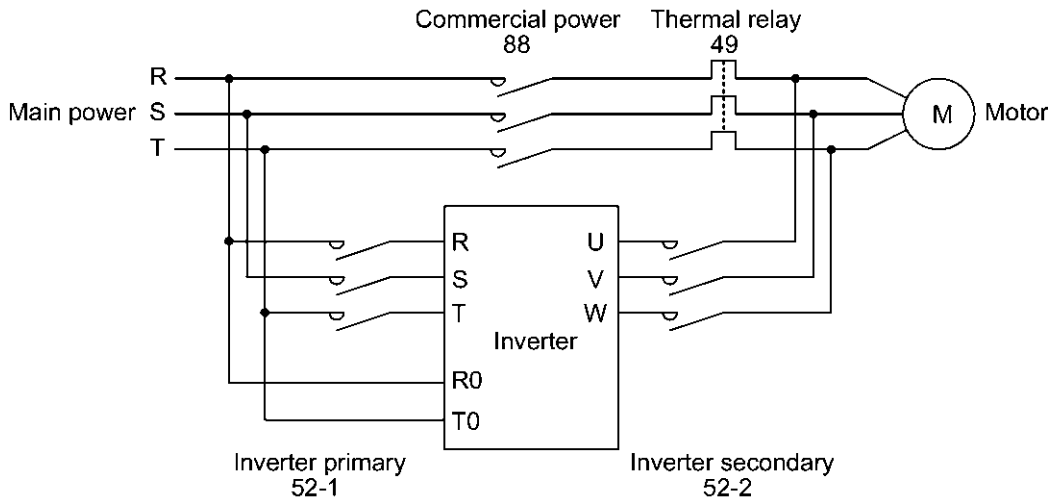 Commercial power
88
Thermal relay
49
R
Main power S
T
M
Motor
R
S
T
R0
T0
U
V
W
Inverter
Inverter primary
52-1
Inverter secondary
52-2